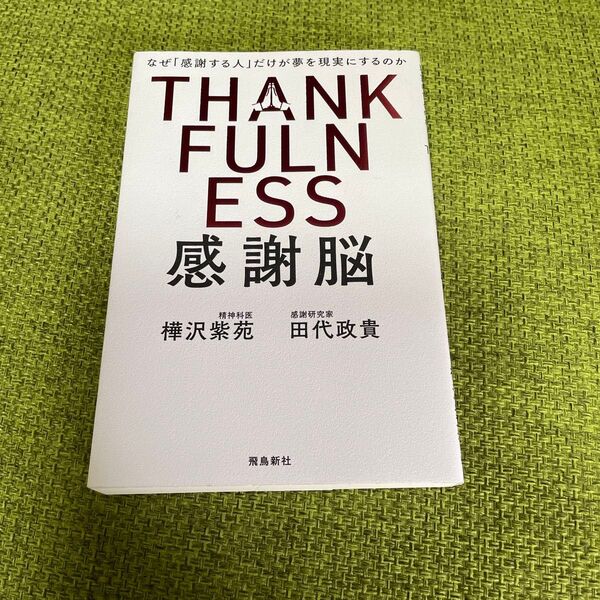 なぜ「感謝する人」だけが夢を現実にするのか
THANK
FULN
ESS
感謝脳
精神科医 感謝研究家
樺沢紫苑 田代政貴
飛鳥新社